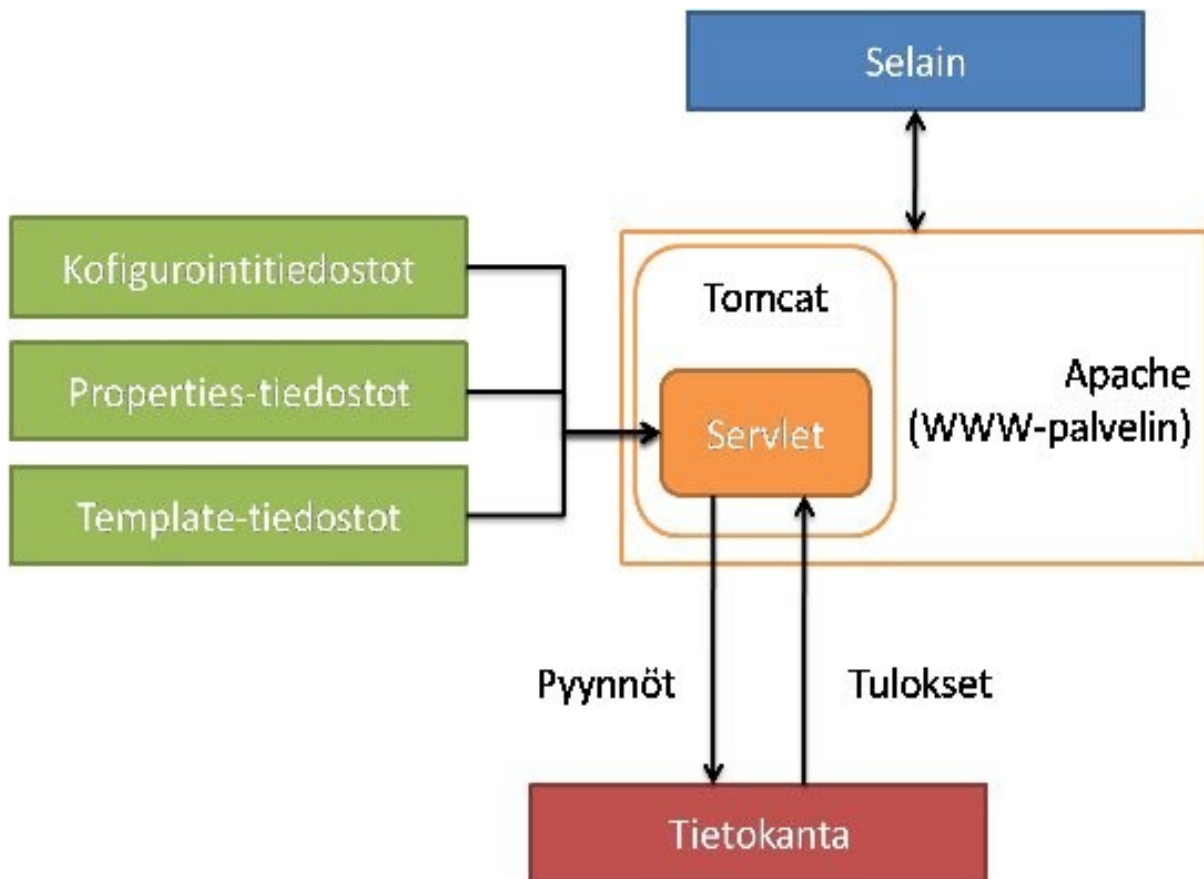 Selain
Kofigurointitiedostot
Properties-tiedostot
Template-tiedostot
Tomcat
Servlet
Apache
(WWW-palvelin)
Pyynnöt
Tulokset
Tietokanta